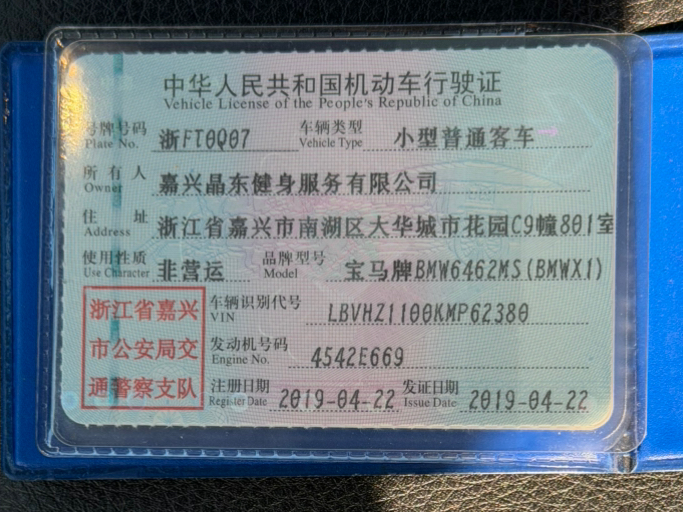 中华人民共和国机动车行驶证
Vehicle License of the People's Republic of China
号牌号码 浙FT0Q07 车辆类型 小型普通客车
Plate No. Vehicle Type
所有人 嘉兴晶东健身服务有限公司
Owner
住址 浙江省嘉兴市南湖区大华城市花园C9幢801室
Address
使用性质 非营运 品牌型号 宝马牌BMW6462MS(BMWX1)
Use Character Model
浙江省嘉兴
市公安局交
通警察支队
车辆识别代号 LBVHZ1100KMP62380
VIN
发动机号码 4542E669
Engine No.
注册日期 2019-04-22 发证日期 2019-04-22
Register Date Issue Date